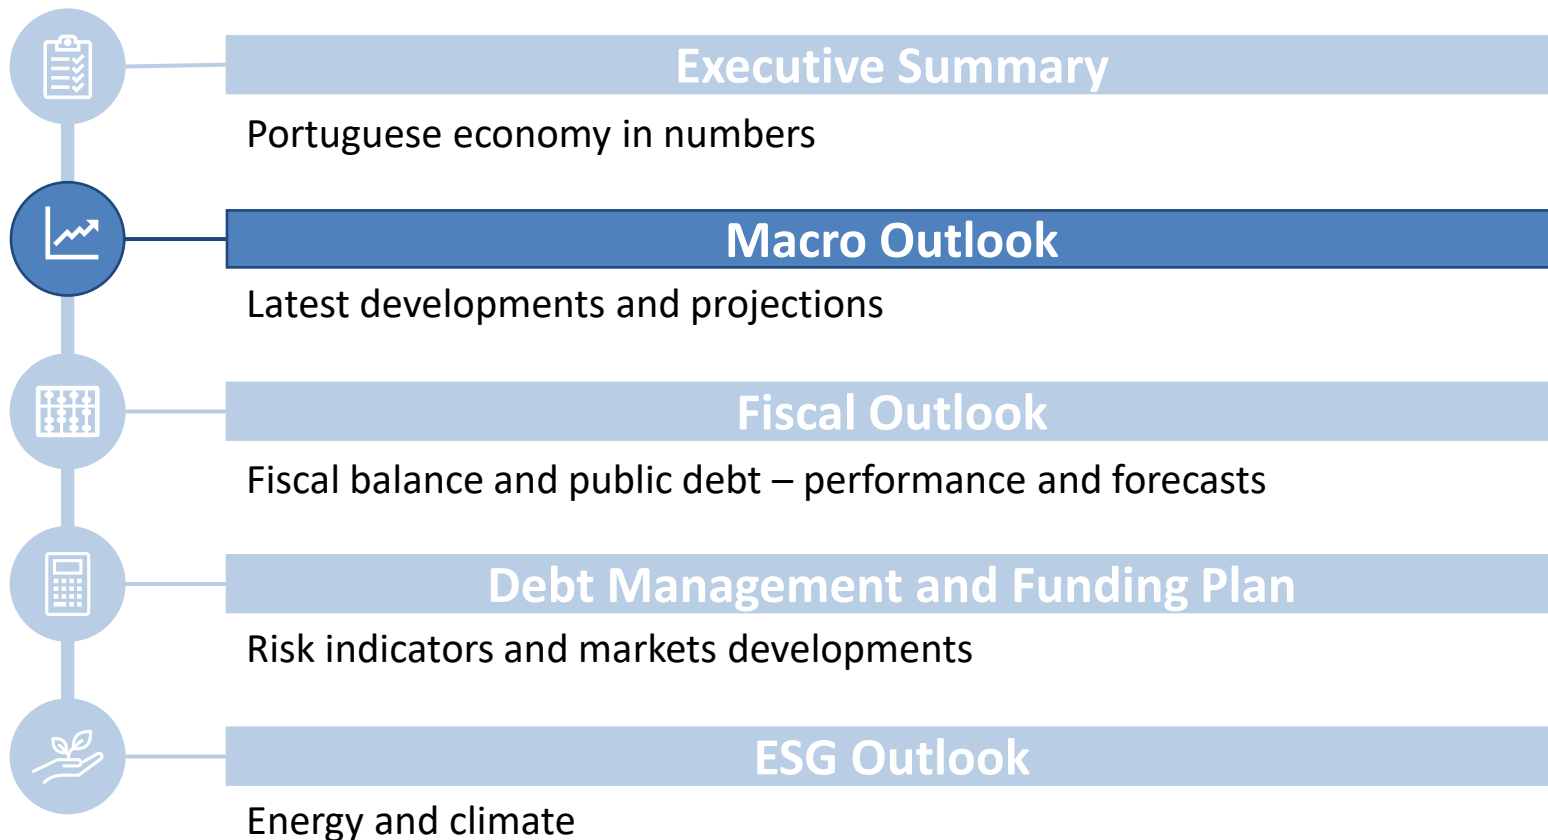 Executive Summary
Portuguese economy in numbers
Macro Outlook
Latest developments and projections
Fiscal Outlook
Fiscal balance and public debt – performance and forecasts
Debt Management and Funding Plan
Risk indicators and markets developments
ESG Outlook
Energy and climate